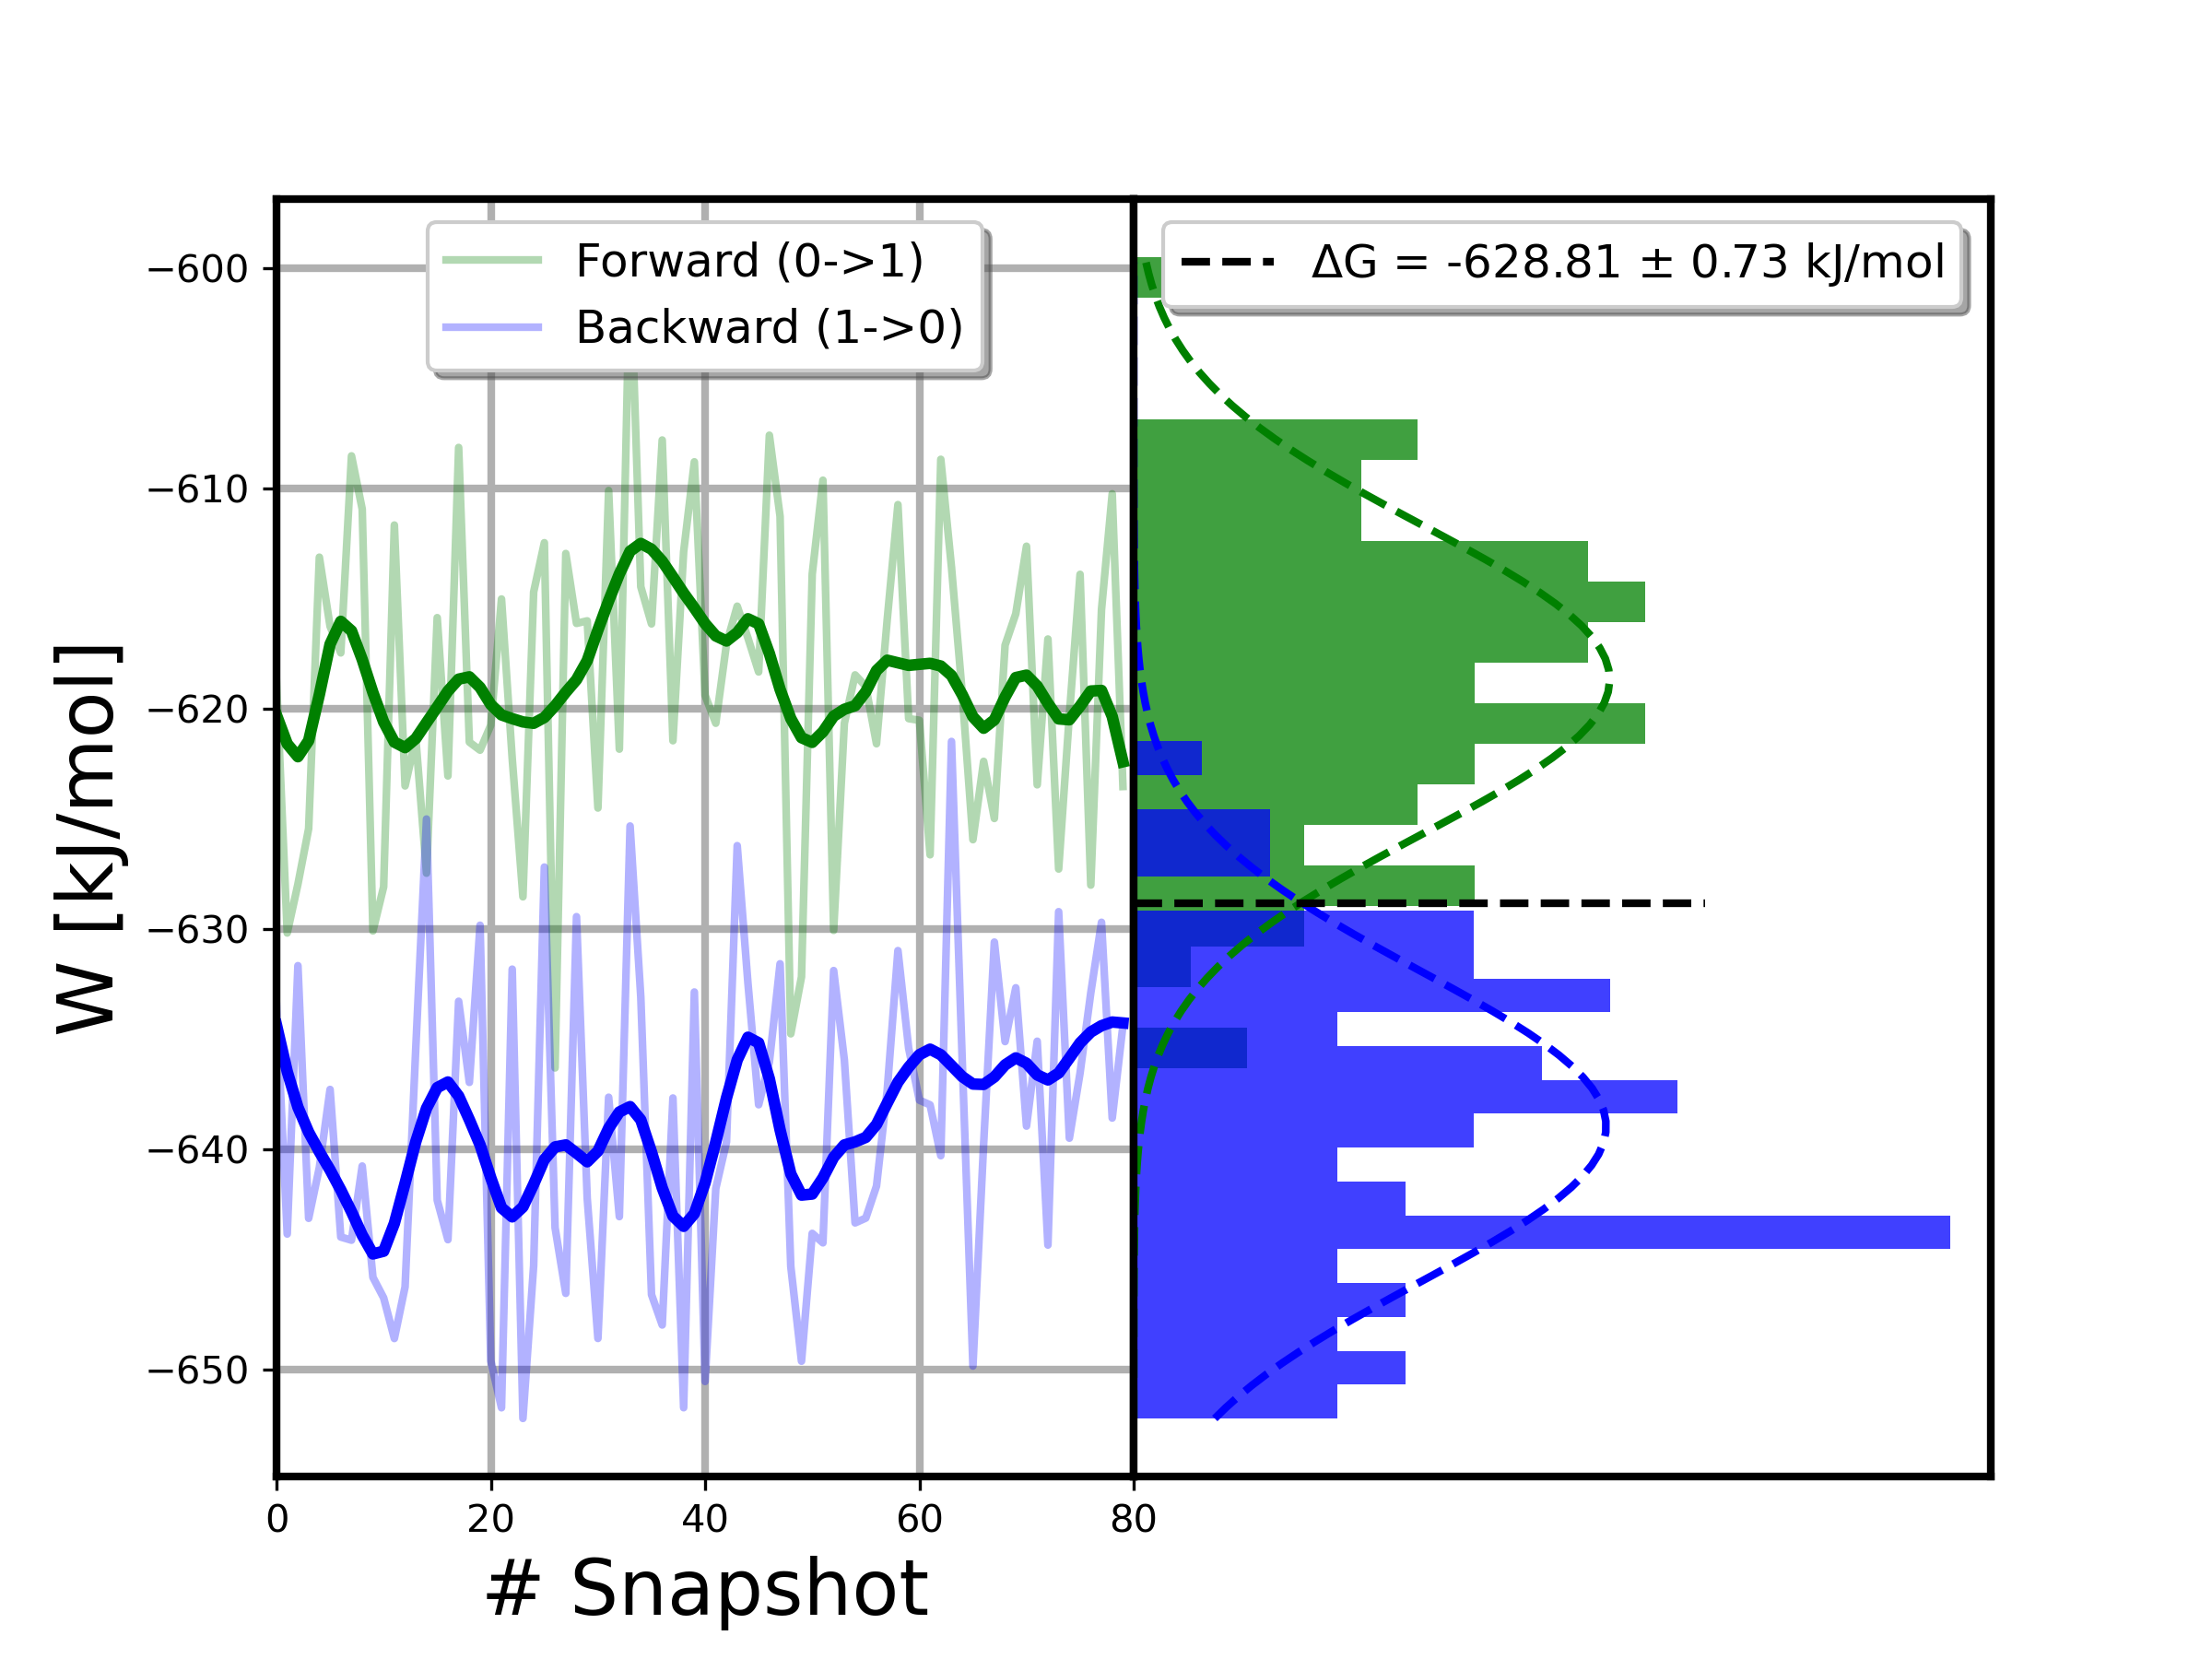 Forward (0->1)
Backward (1->0)
ΔG = -628.81 ± 0.73 kJ/mol
−600
−610
−620
−630
−640
−650
W [kJ/mol]
0 20 40 60 80
# Snapshot